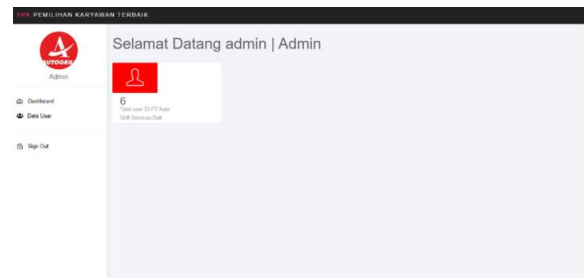 SPK PEMILIHAN KARYAWAN TERBAIK
AUTOGRILL
Admin
Dashboard
Data User
Sign Out
Selamat Datang admin | Admin
6
Total user Di PT Auto
Grill Services Bali